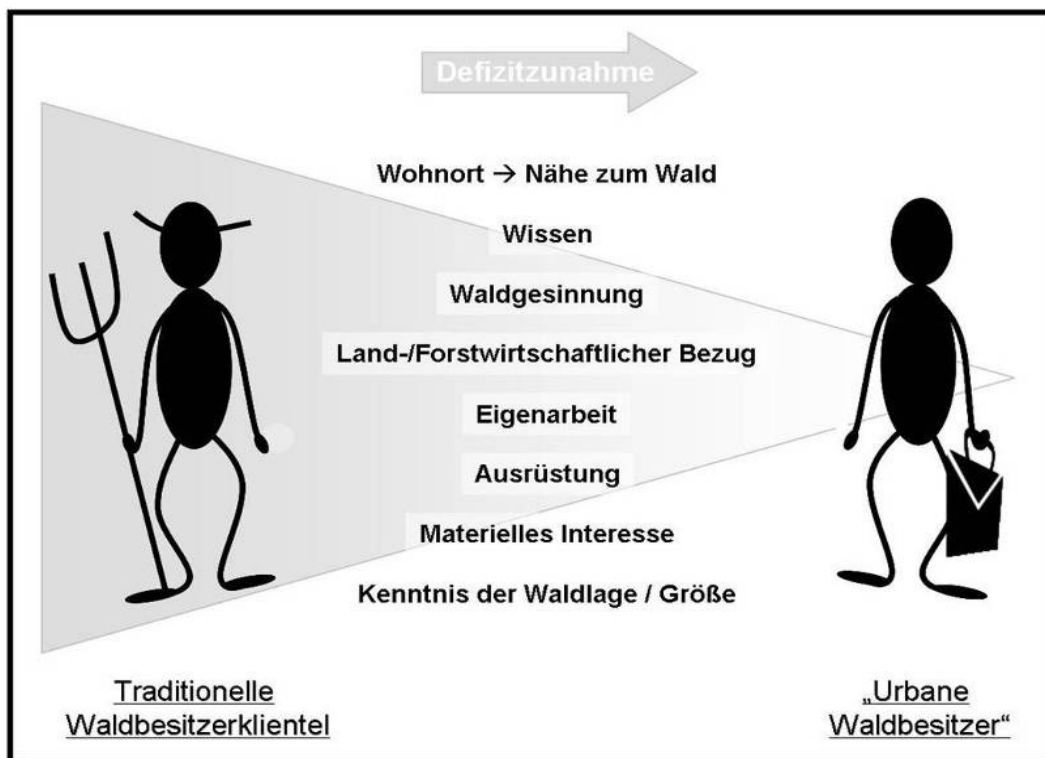 Defizitzunahme
Wohnort → Nähe zum Wald
Wissen
Waldgesinnung
Land-/Forstwirtschaftlicher Bezug
Eigenarbeit
Ausrüstung
Materielles Interesse
Kenntnis der Waldlage / Größe
Traditionelle
Waldbesitzerklientel
„Urbane
Waldbesitzer“